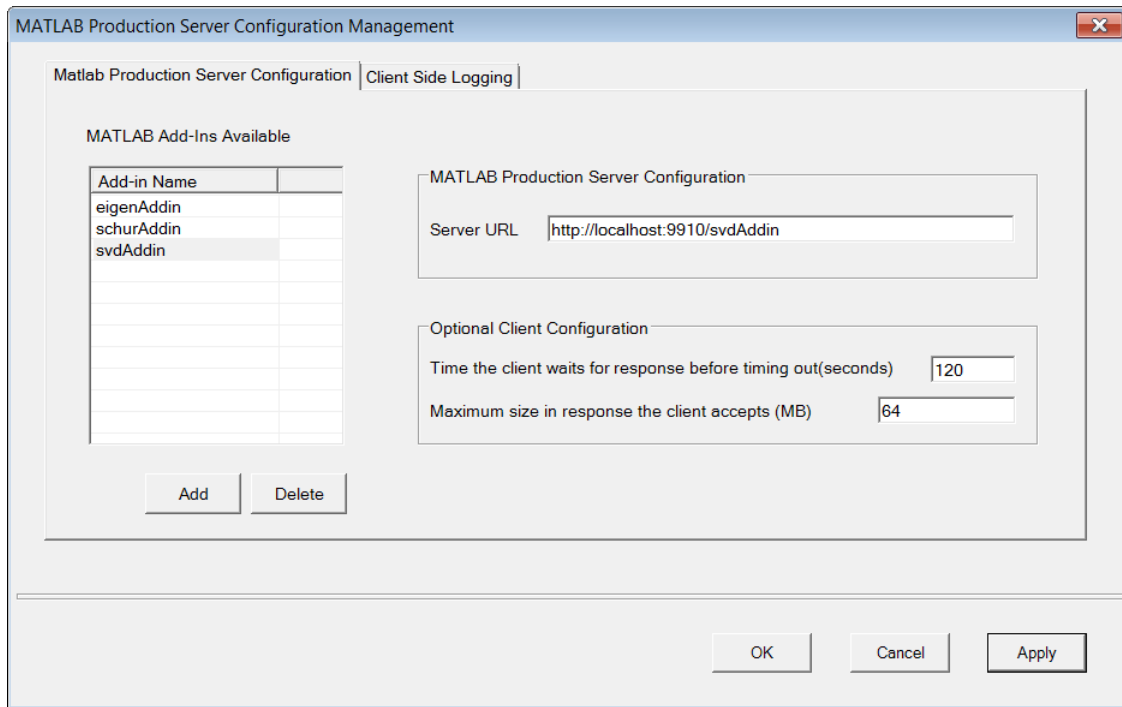 MATLAB Production Server Configuration Management
Matlab Production Server Configuration
Client Side Logging
MATLAB Add-Ins Available
Add-in Name
eigenAddin
schurAddin
svdAddin
Add
Delete
MATLAB Production Server Configuration
Server URL
http://localhost:9910/svdAddin
Optional Client Configuration
Time the client waits for response before timing out(seconds)
120
Maximum size in response the client accepts (MB)
64
OK
Cancel
Apply